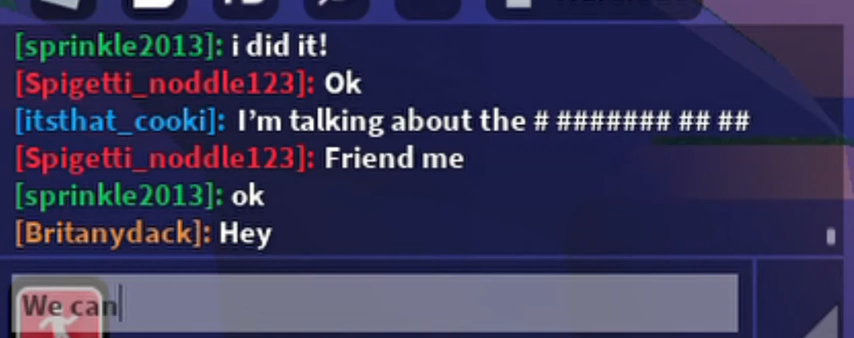 [sprinkle2013]: i did it!
[Spigetti_noddle123]: Ok
[itsthat_cooki]: I'm talking about the # ####### ## ##
[Spigetti_noddle123]: Friend me
[sprinkle2013]: ok
[Britanydack]: Hey
We can